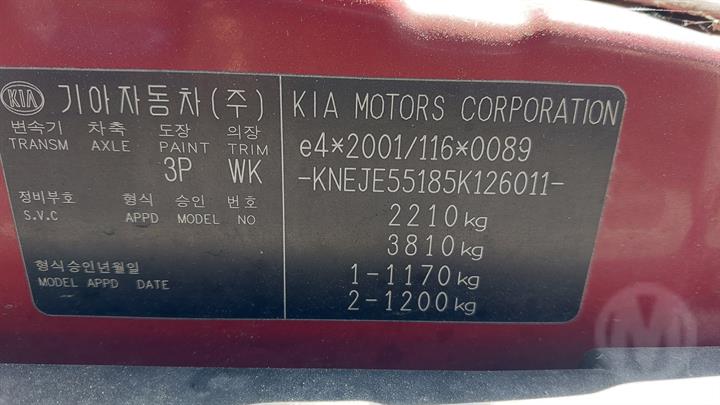 KIA 기아자동차(주)
변속기 차축 도장 의장
TRANSM AXLE PAINT TRIM
3P WK
정비부호 형식 승인 번호
S.V.C APPD MODEL NO
형식승인년월일
MODEL APPD DATE
KIA MOTORS CORPORATION
e4*2001/116*0089
-KNEJE55185K126011-
2210kg
3810kg
1-1170kg
2-1200kg
M